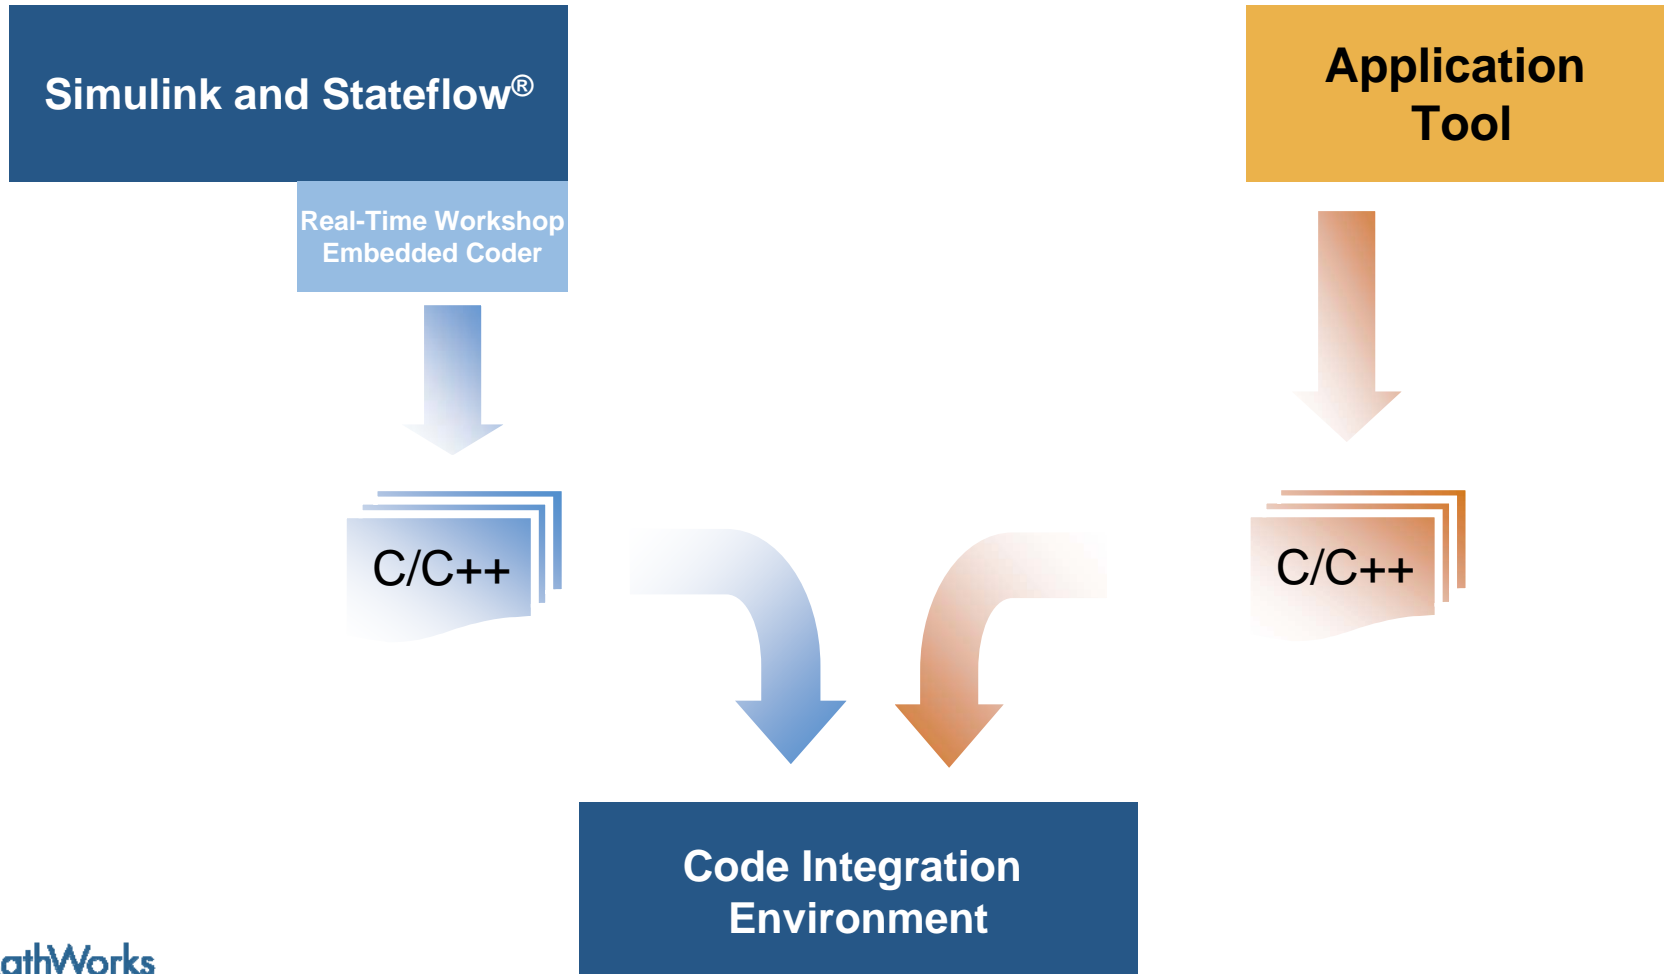 Simulink and Stateflow®
Application
Tool
Real-Time Workshop
Embedded Coder
C/C++
C/C++
Code Integration
Environment
athWorks